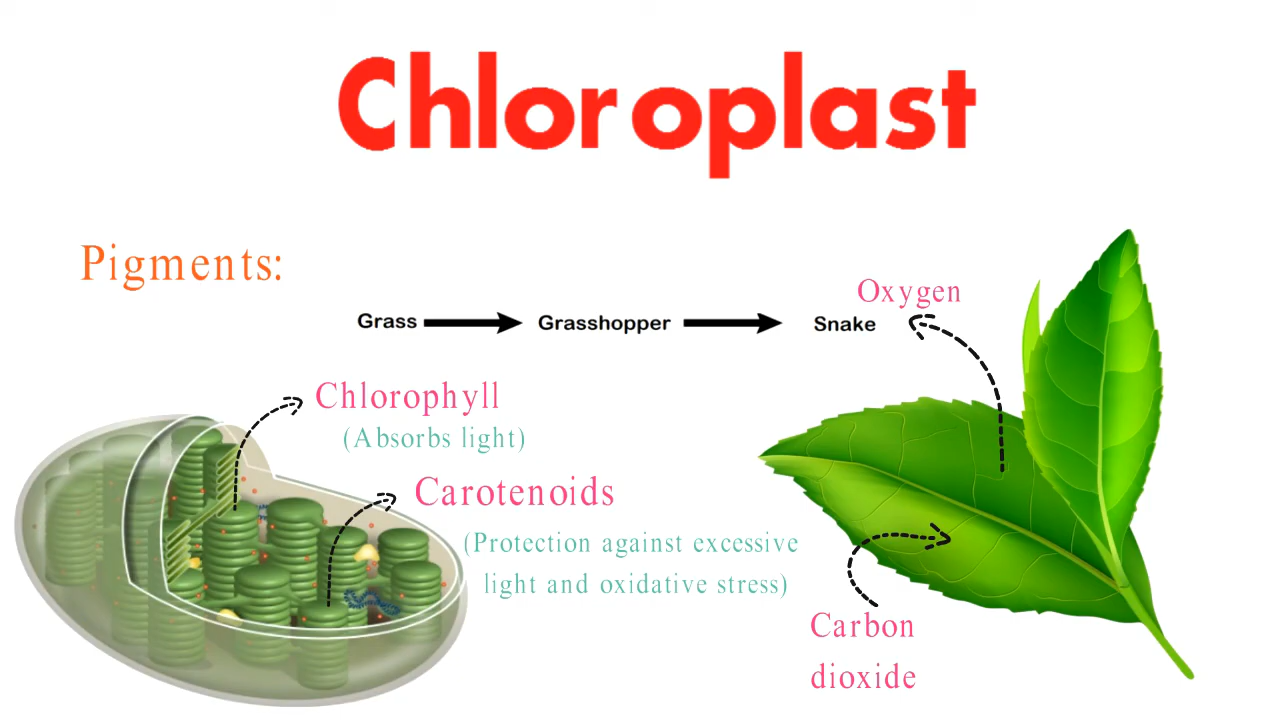 Chloroplast
Pigments:
Oxygen
Grass Grasshopper Snake
Chlorophyll
(Absorbs light)
Carotenoids
(Protection against excessive
light and oxidative stress)
Carbon
dioxide